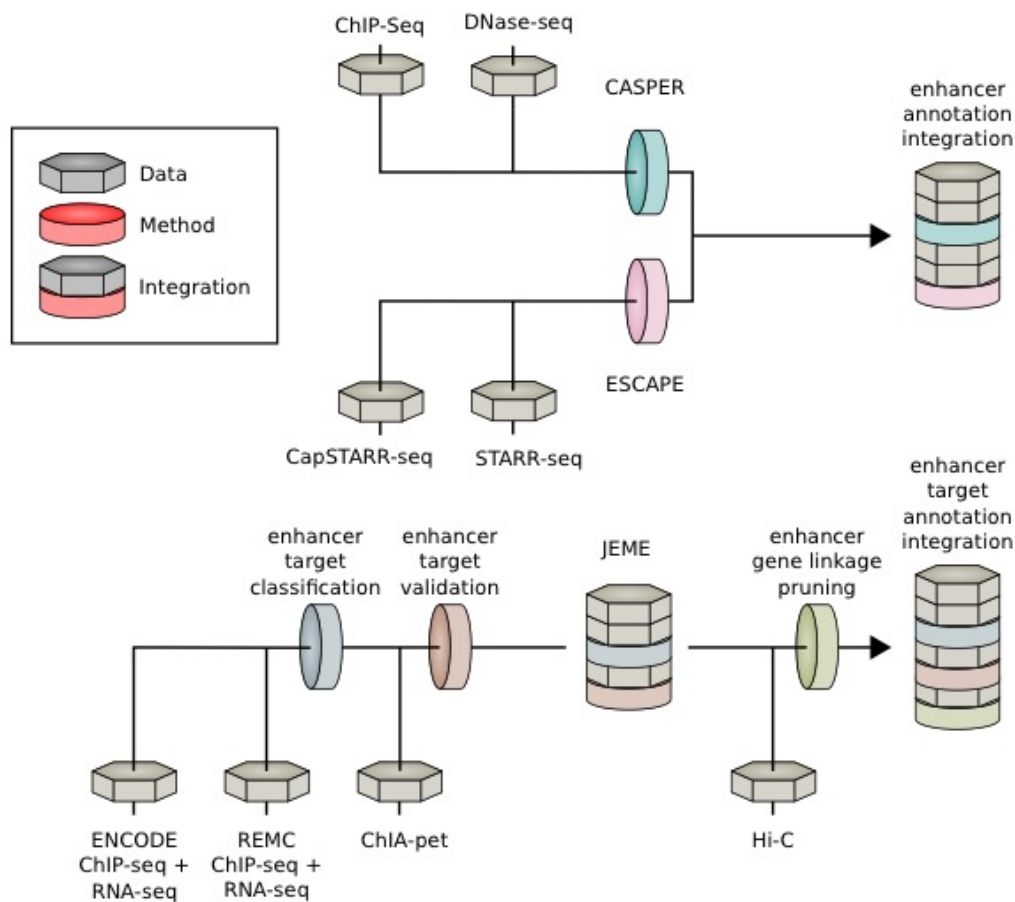 ChIP-Seq
DNase-seq
CASPER
enhancer
annotation
integration
Data
Method
Integration
ESCAPE
CapSTARR-seq
STARR-seq
enhancer
target
annotation
integration
enhancer
target
classification
enhancer
target
validation
JEME
enhancer
gene linkage
pruning
ENCODE
ChIP-seq +
RNA-seq
REMC
ChIP-seq +
RNA-seq
ChIA-pet
Hi-C